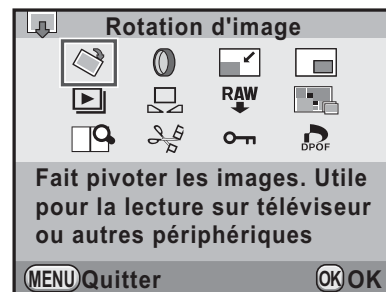 Rotation d'image
RAW
DPOF
Fait pivoter les images. Utile
pour la lecture sur téléviseur
ou autres périphériques
MENU Quitter
OK OK